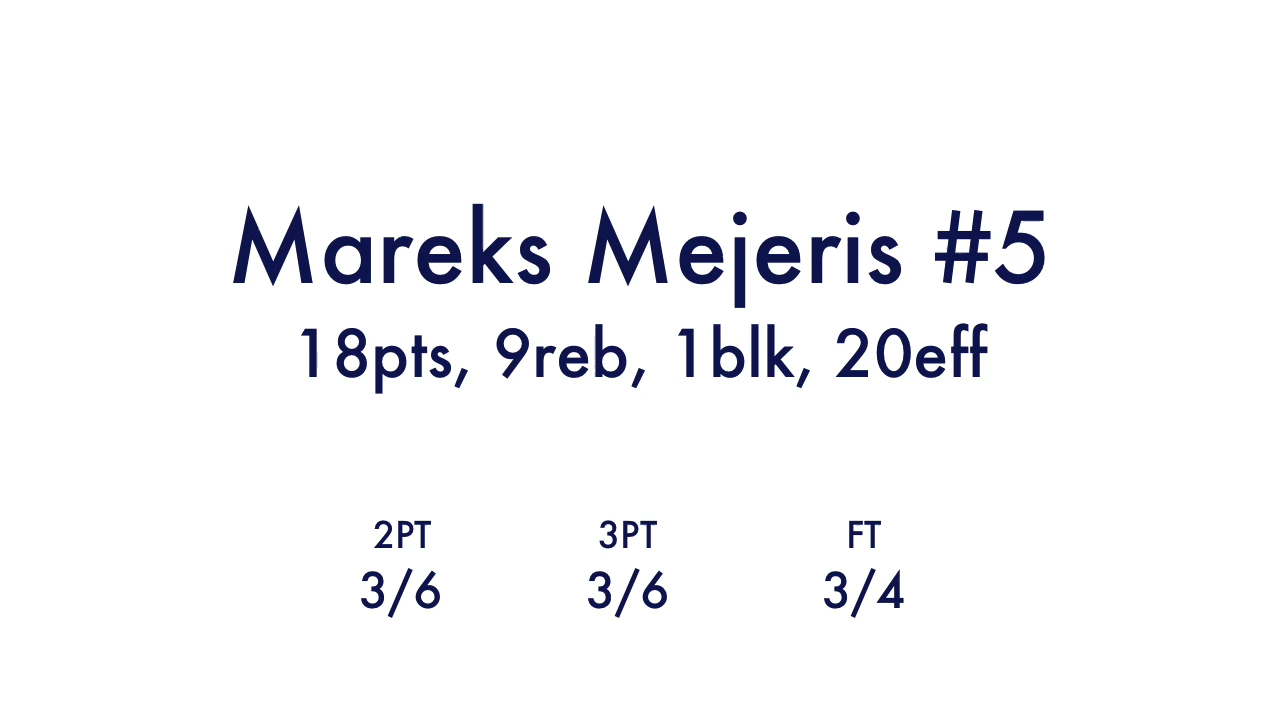 Mareks Mejeris #5
18pts, 9reb, 1blk, 20eff
2PT 3PT FT
3/6 3/6 3/4